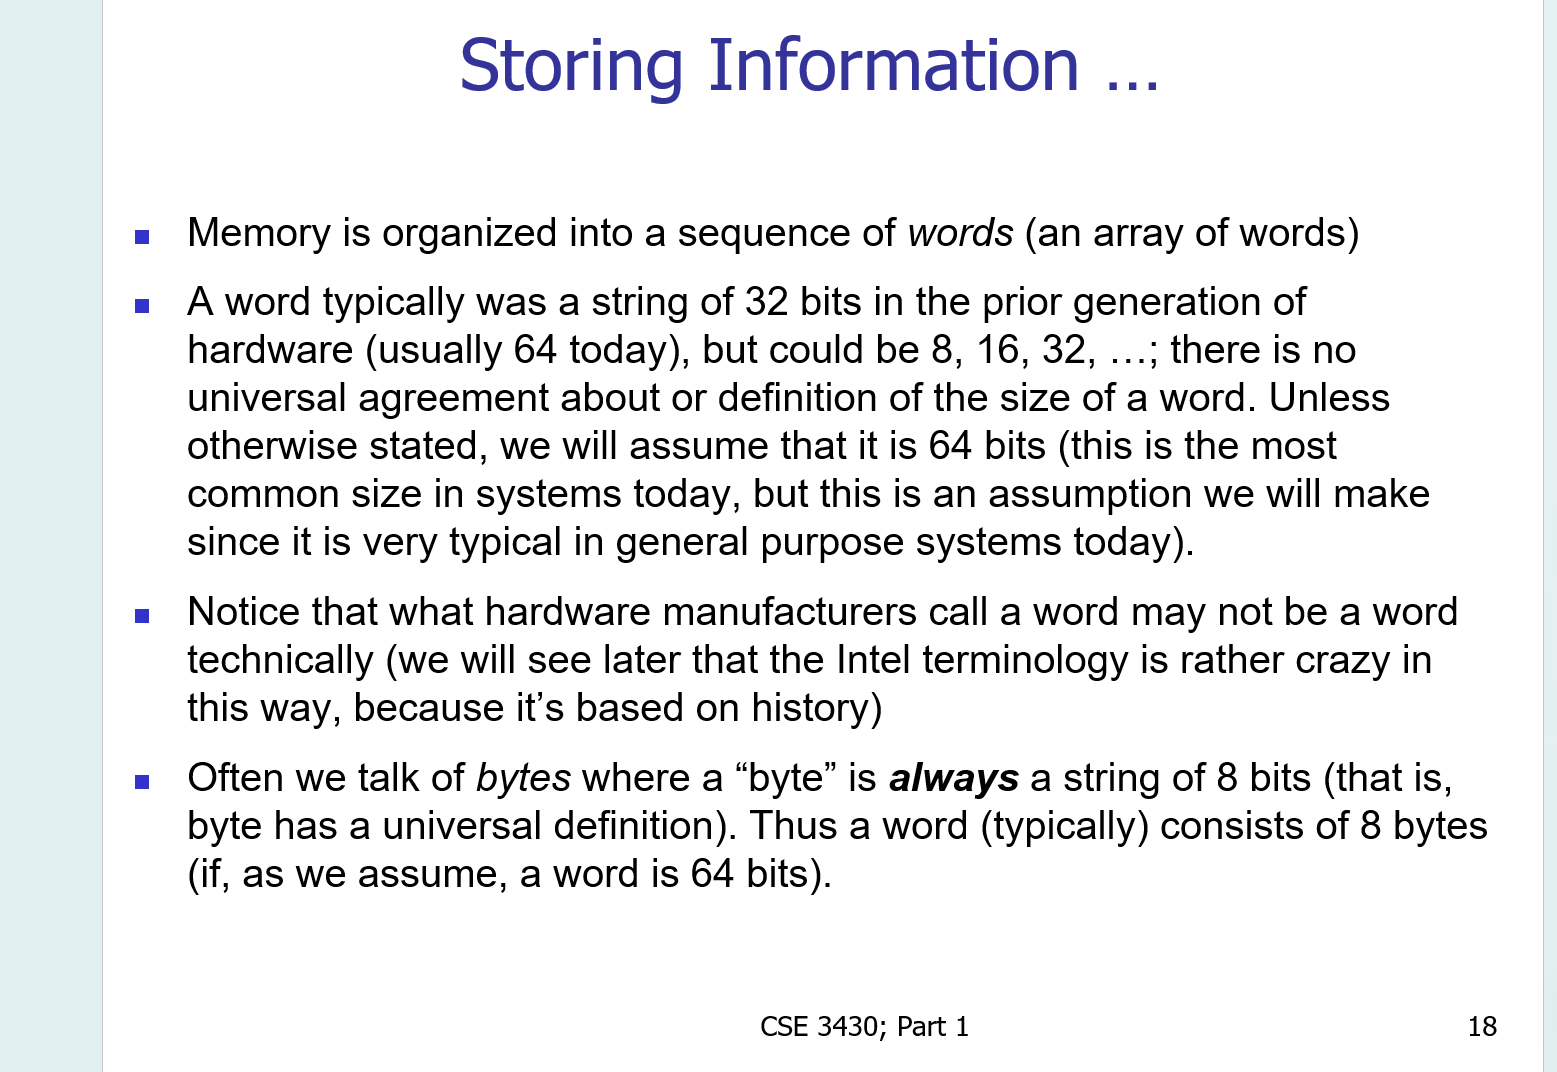 Storing Information …
Memory is organized into a sequence of words (an array of words)
A word typically was a string of 32 bits in the prior generation of
hardware (usually 64 today), but could be 8, 16, 32, …; there is no
universal agreement about or definition of the size of a word. Unless
otherwise stated, we will assume that it is 64 bits (this is the most
common size in systems today, but this is an assumption we will make
since it is very typical in general purpose systems today).
Notice that what hardware manufacturers call a word may not be a word
technically (we will see later that the Intel terminology is rather crazy in
this way, because it’s based on history)
Often we talk of bytes where a “byte” is always a string of 8 bits (that is,
byte has a universal definition). Thus a word (typically) consists of 8 bytes
(if, as we assume, a word is 64 bits).
CSE 3430; Part 1
18